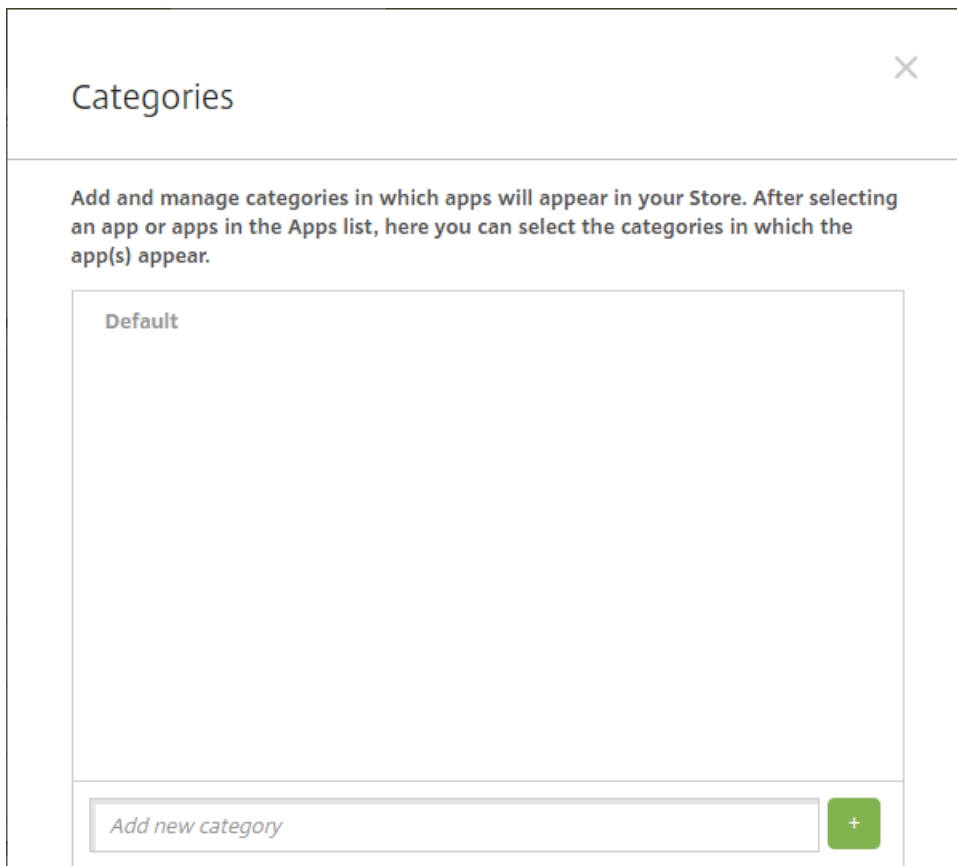 Categories
Add and manage categories in which apps will appear in your Store. After selecting
an app or apps in the Apps list, here you can select the categories in which the
app(s) appear.
Default
Add new category
+